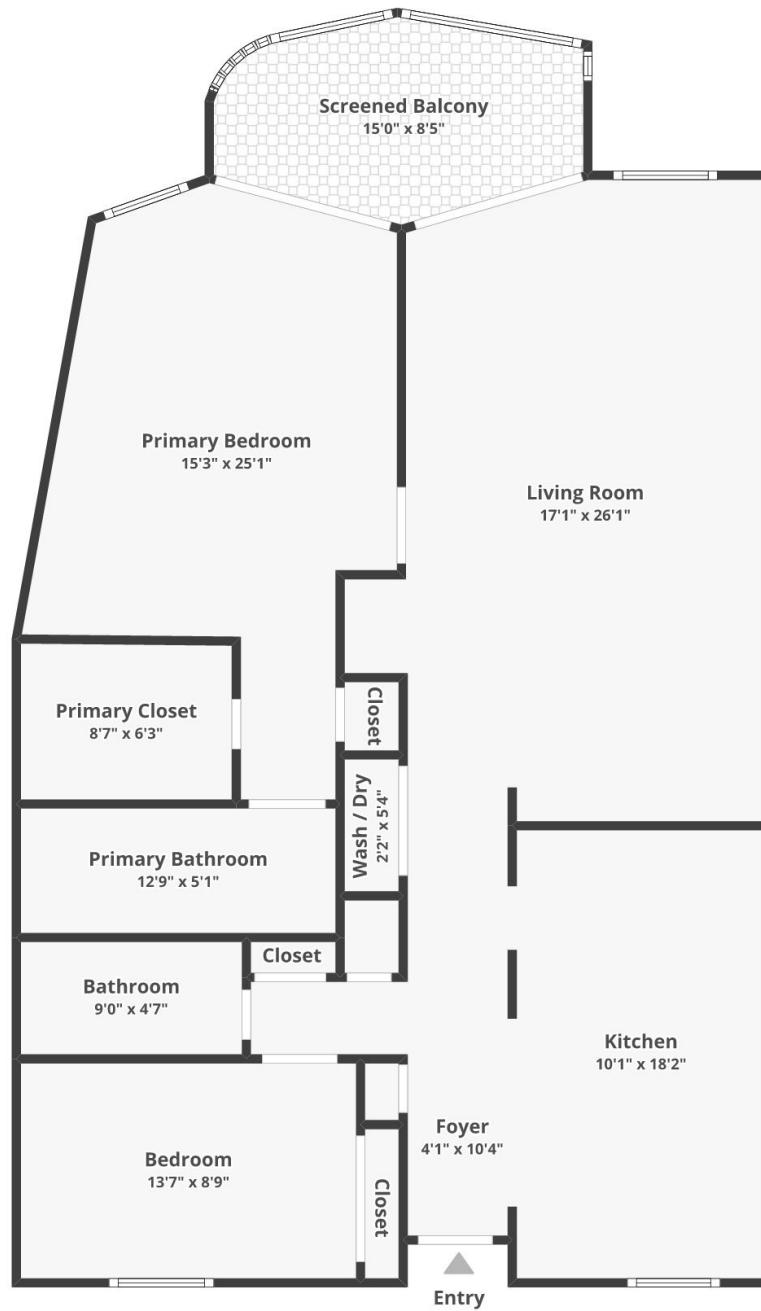 Screened Balcony
15'0" x 8'5"
Primary Bedroom
15'3" x 25'1"
Living Room
17'1" x 26'1"
Primary Closet
8'7" x 6'3"
Closet
Wash / Dry
2'2" x 5'4"
Primary Bathroom
12'9" x 5'1"
Closet
Bathroom
9'0" x 4'7"
Kitchen
10'1" x 18'2"
Foyer
4'1" x 10'4"
Bedroom
13'7" x 8'9"
Closet
Entry